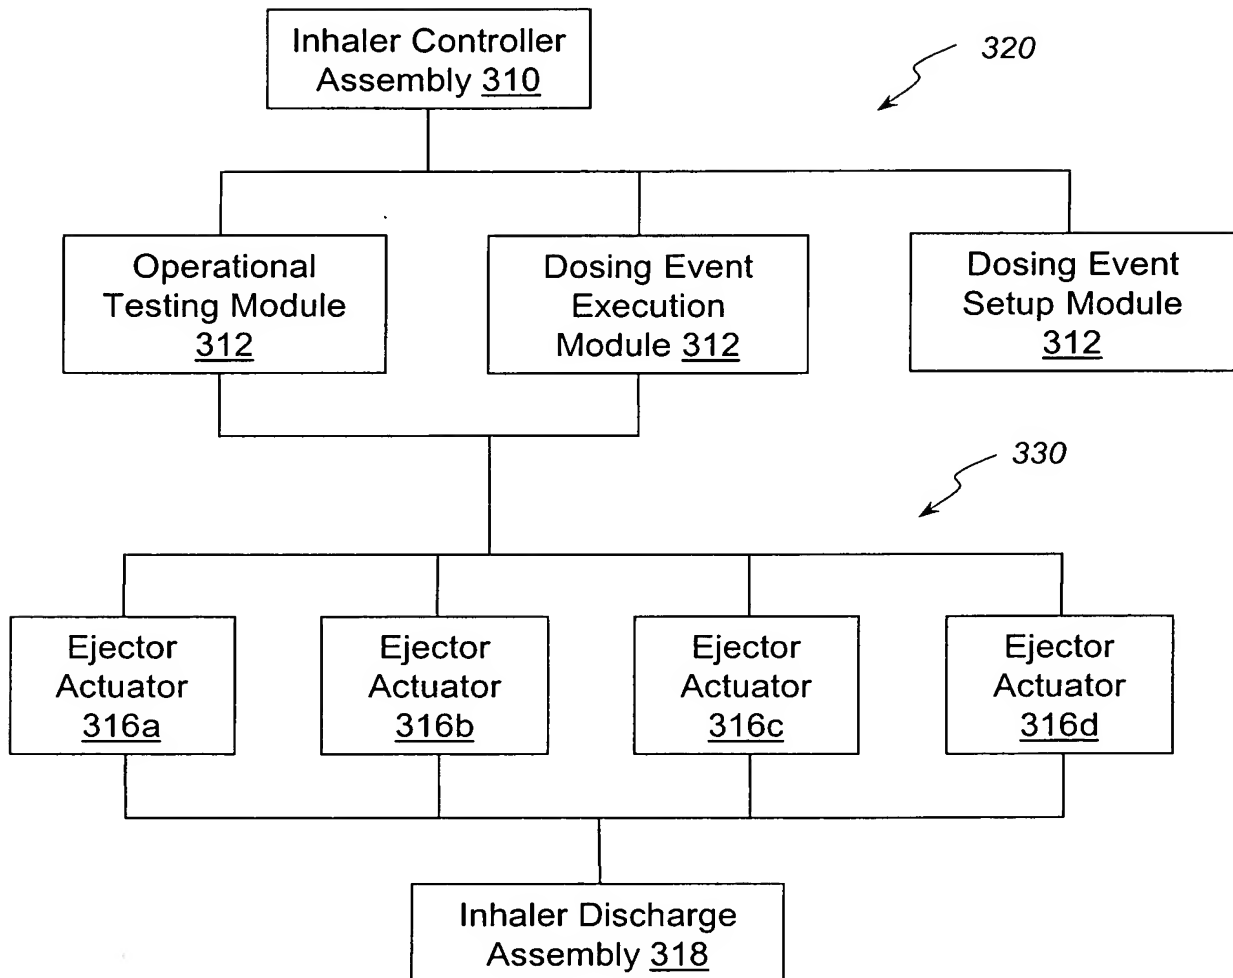 Inhaler Controller
Assembly 310
320
Operational
Testing Module
312
Dosing Event
Execution
Module 312
Dosing Event
Setup Module
312
330
Ejector
Actuator
316a
Ejector
Actuator
316b
Ejector
Actuator
316c
Ejector
Actuator
316d
Inhaler Discharge
Assembly 318